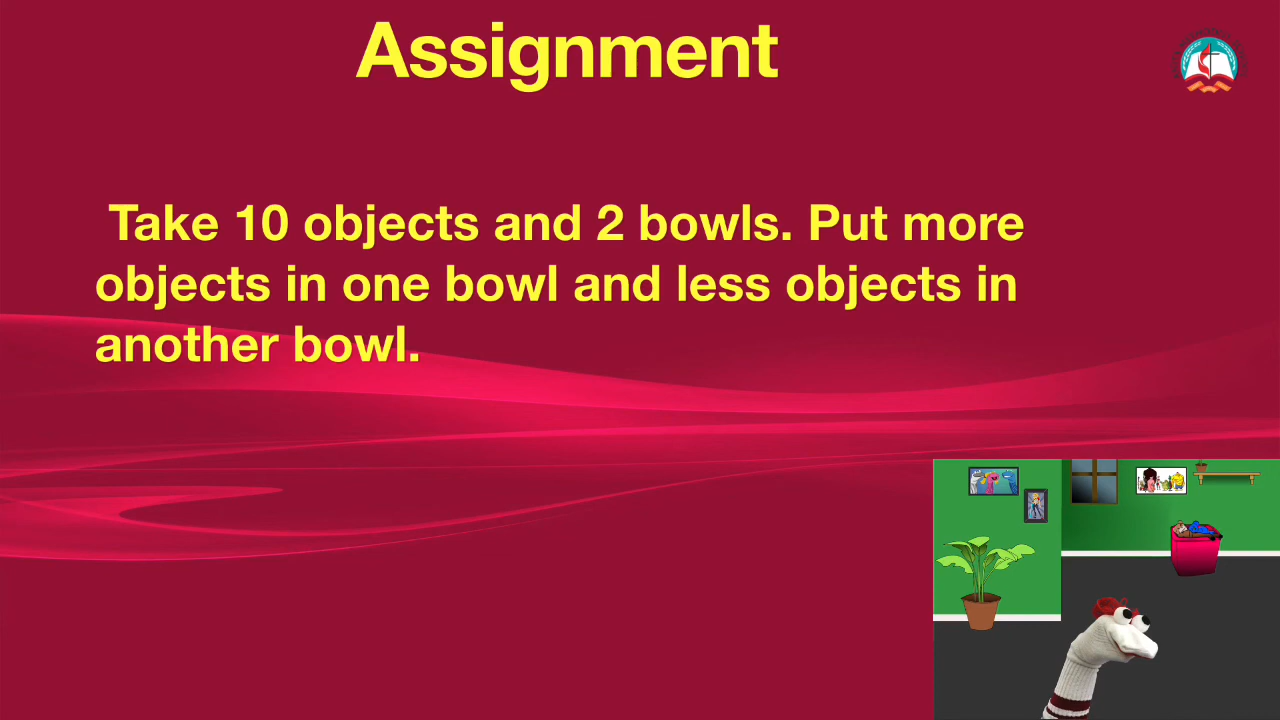 Assignment
Take 10 objects and 2 bowls. Put more
objects in one bowl and less objects in
another bowl.